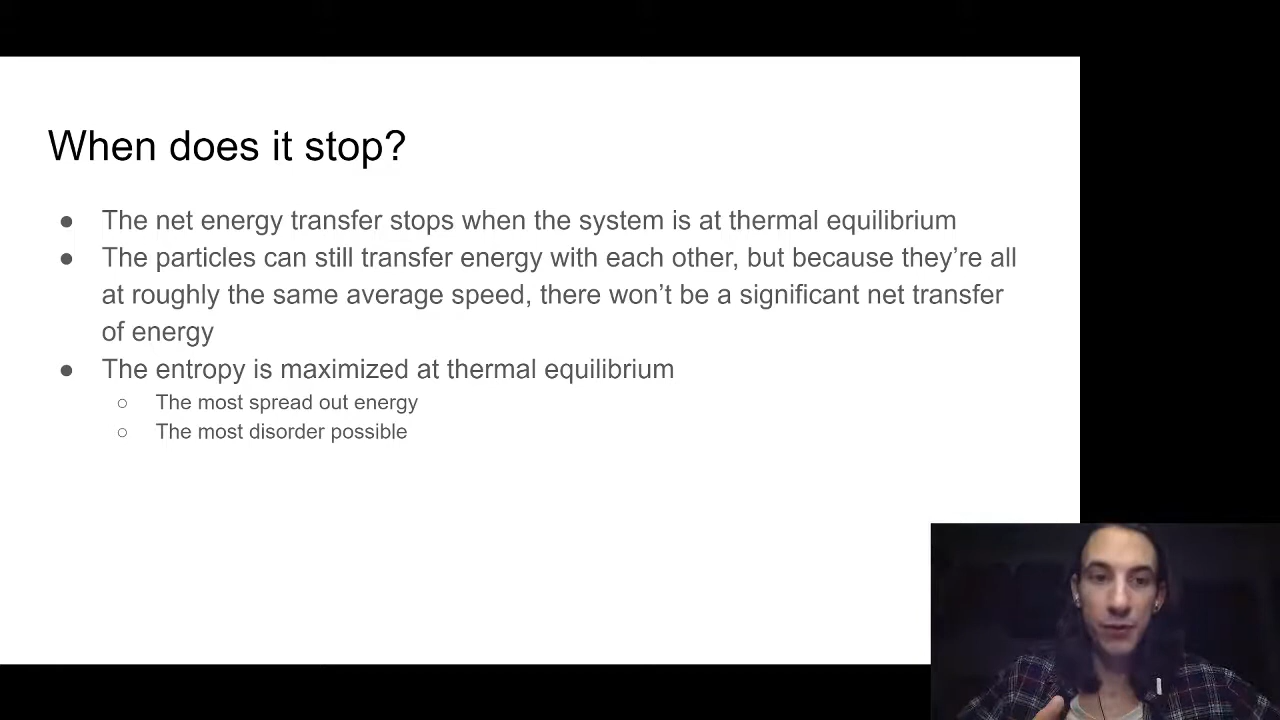 When does it stop?
● The net energy transfer stops when the system is at thermal equilibrium
● The particles can still transfer energy with each other, but because they’re all
at roughly the same average speed, there won’t be a significant net transfer
of energy
● The entropy is maximized at thermal equilibrium
○ The most spread out energy
○ The most disorder possible